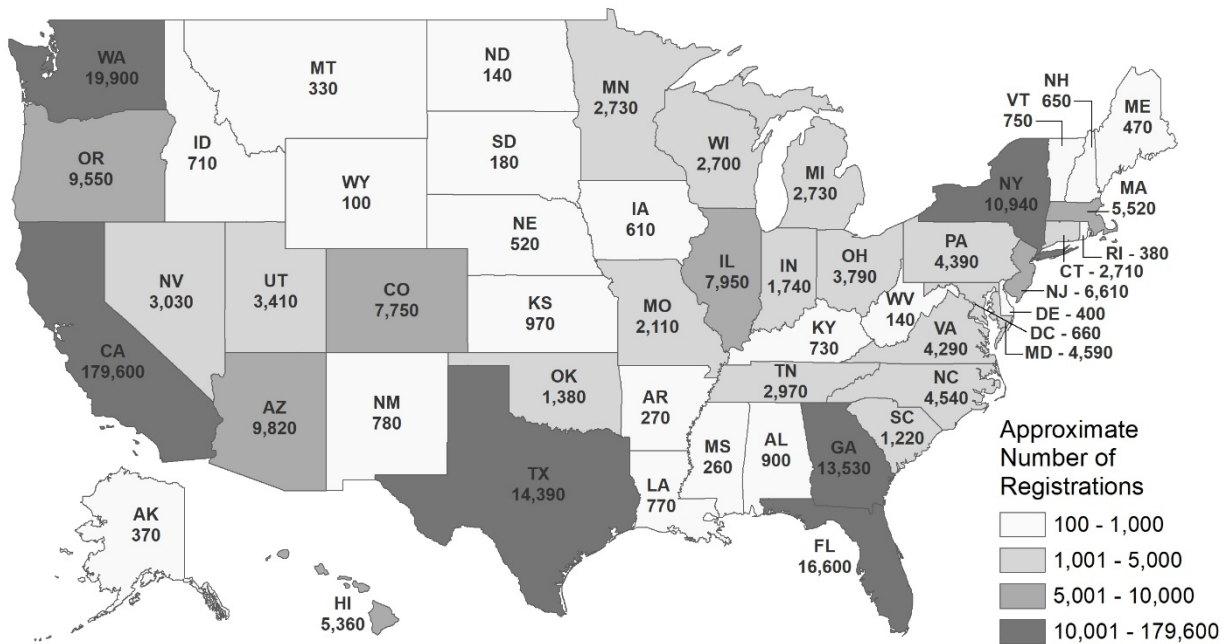 WA
19,900
MT
330
ND
140
MN
2,730
NH
650
VT
750
ME
470
OR
9,550
ID
710
SD
180
WI
2,700
MI
2,730
NY
10,940
MA
5,520
WY
100
IA
610
NE
520
PA
4,390
RI - 380
CT - 2,710
NJ - 6,610
DE - 400
DC - 660
MD - 4,590
NV
3,030
UT
3,410
CO
7,750
IL
7,950
IN
1,740
OH
3,790
WV
140
VA
4,290
KS
970
MO
2,110
KY
730
CA
179,600
AZ
9,820
NM
780
OK
1,380
AR
270
TN
2,970
NC
4,540
SC
1,220
TX
14,390
LA
770
MS
260
AL
900
GA
13,530
FL
16,600
AK
370
HI
5,360
Approximate
Number of
Registrations
100 - 1,000
1,001 - 5,000
5,001 - 10,000
10,001 - 179,600